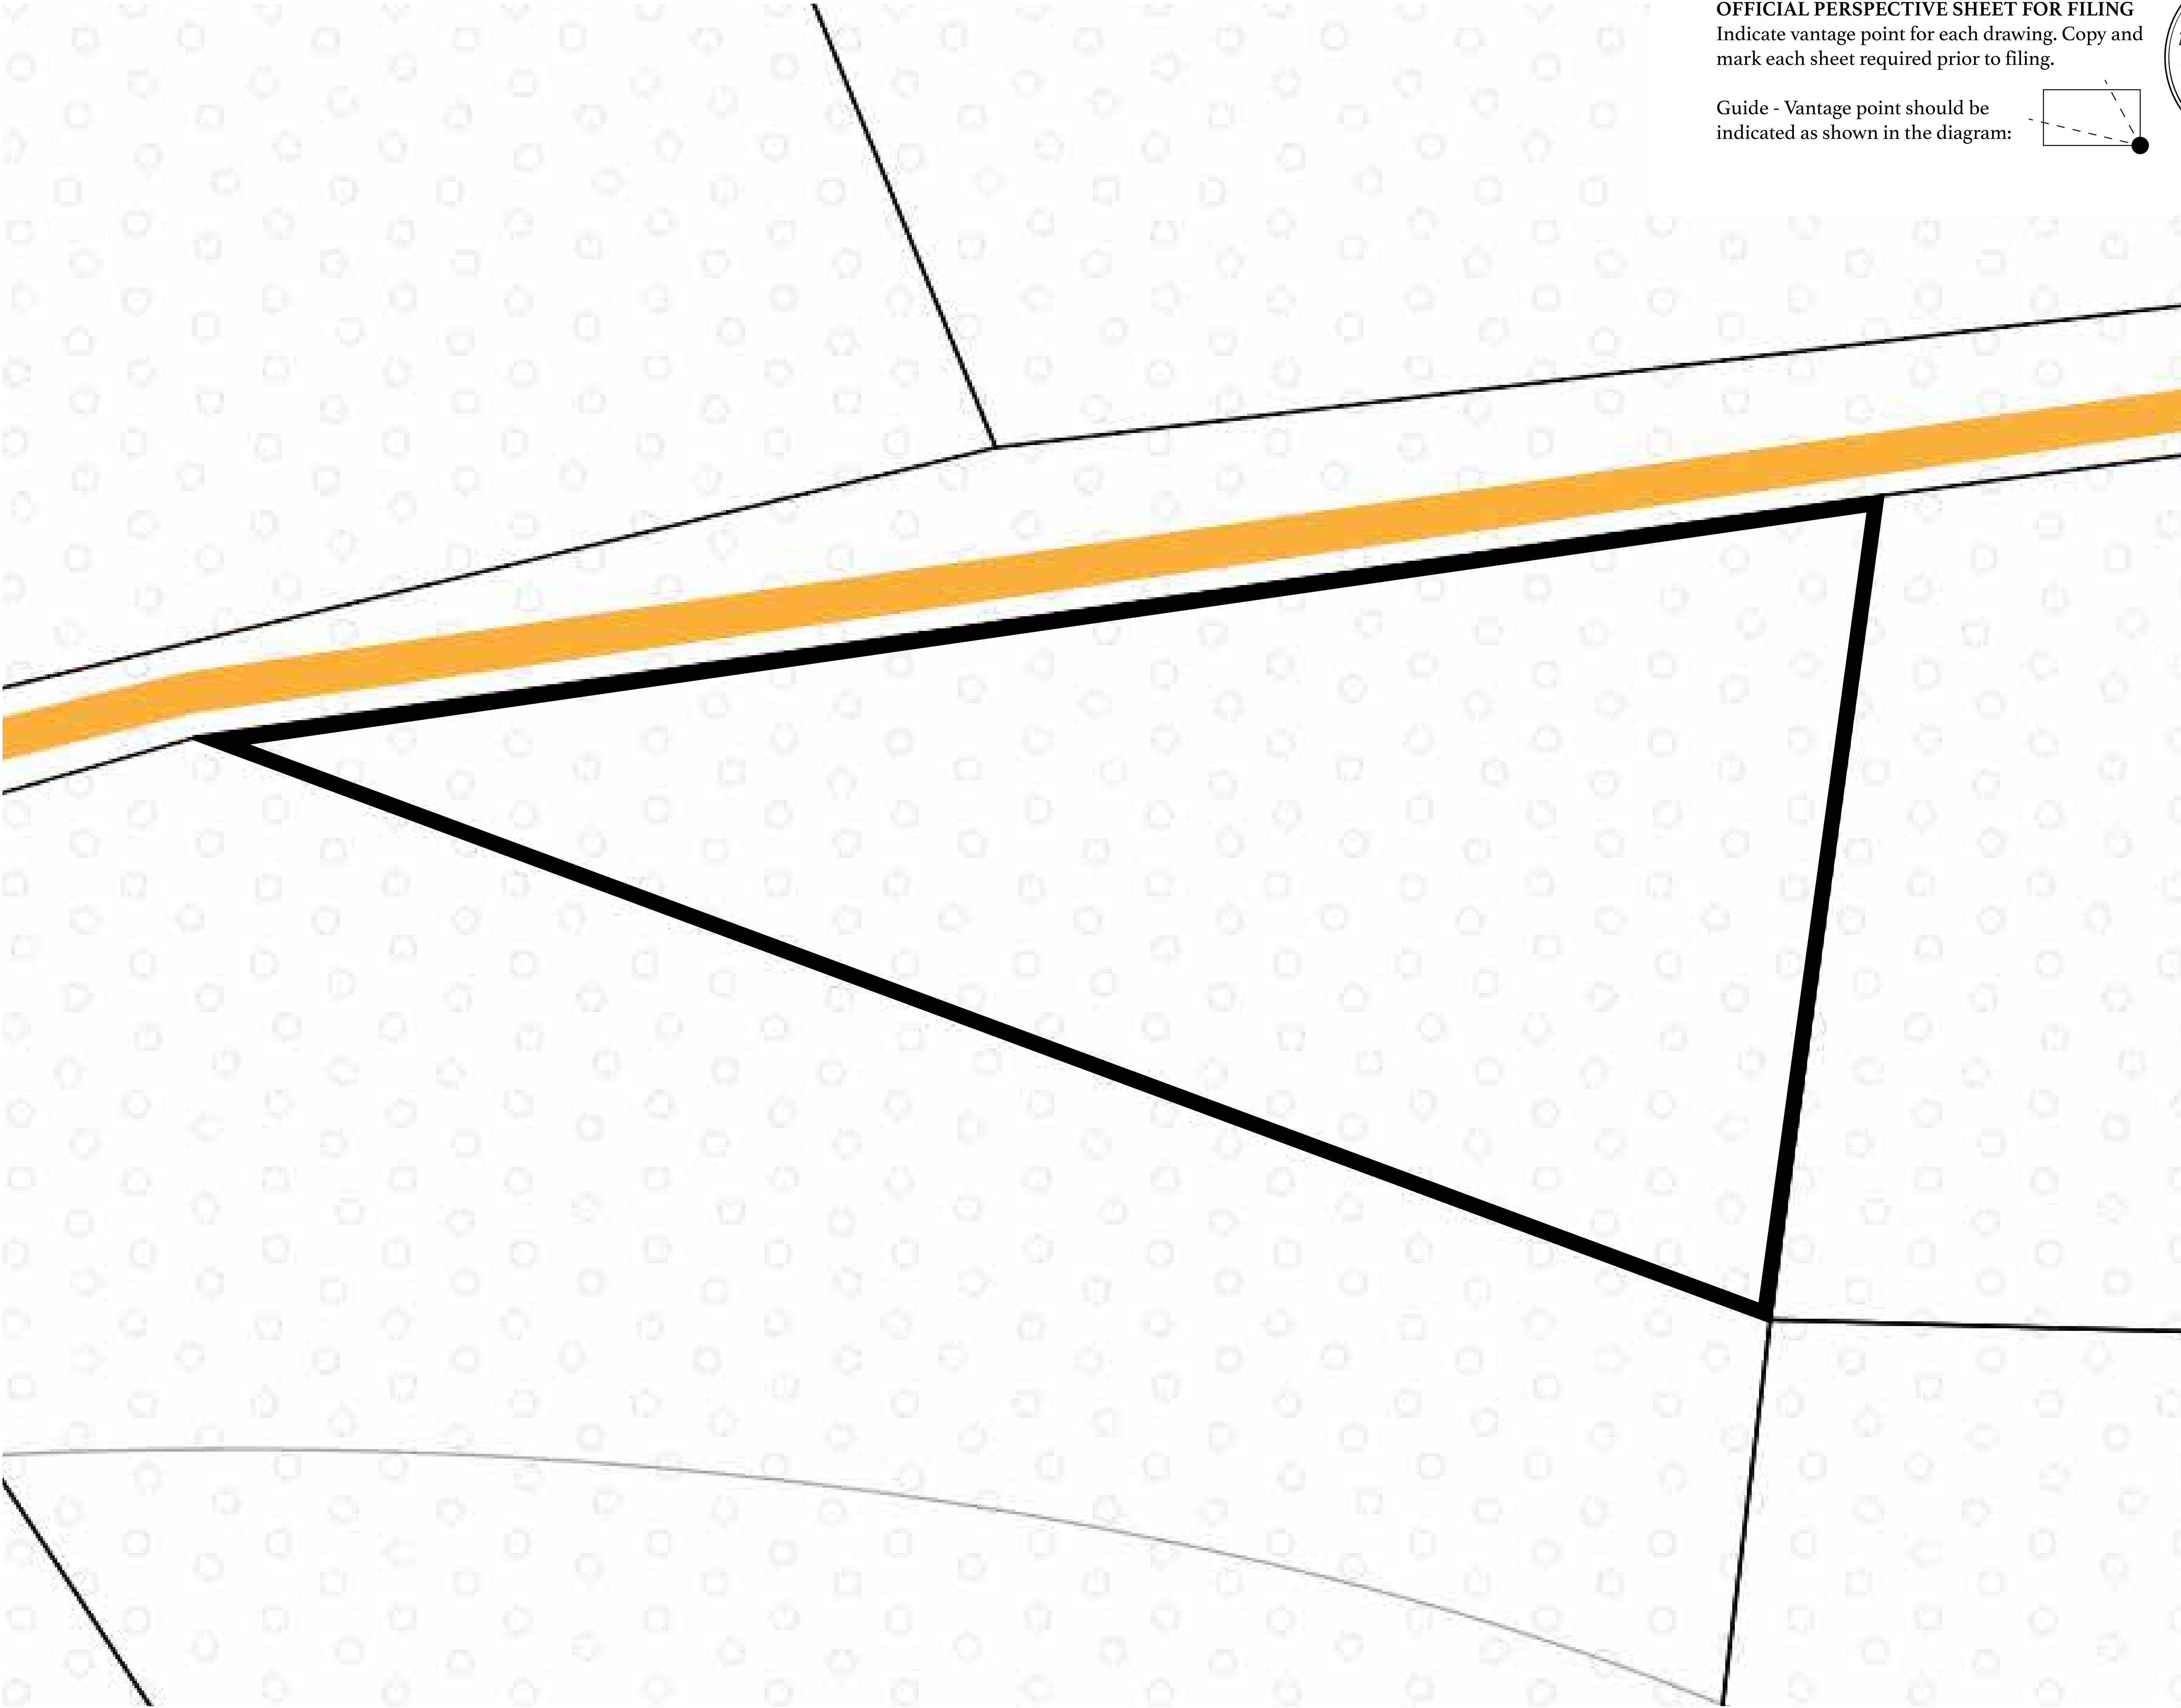 OFFICIAL PERSPECTIVE SHEET FOR FILING
Indicate vantage point for each drawing. Copy and
mark each sheet required prior to filing.
Guide - Vantage point should be
indicated as shown in the diagram: